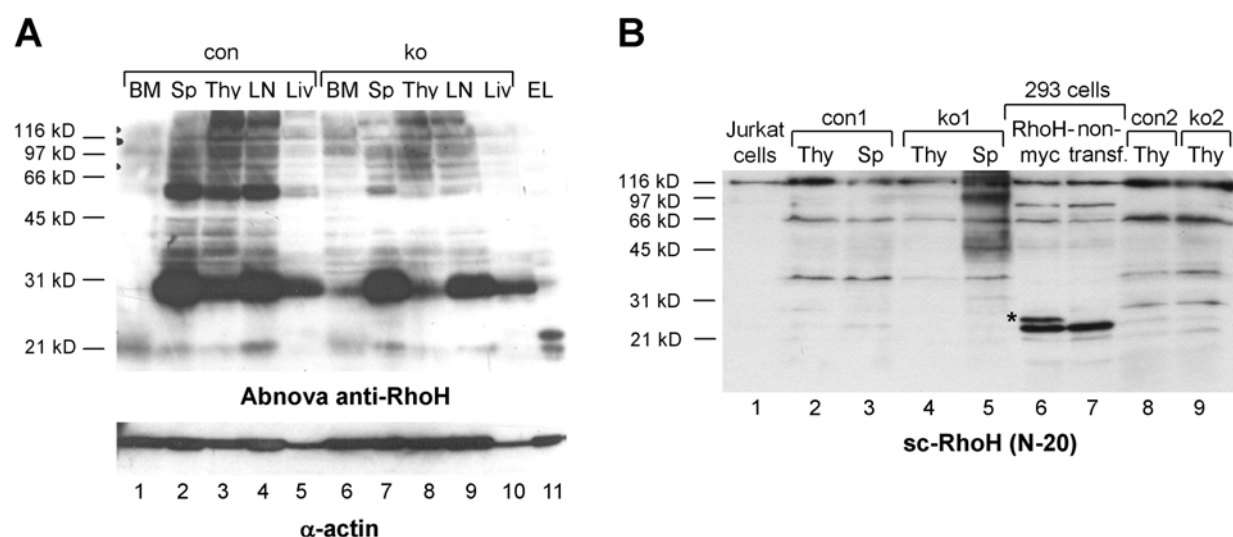 A
con ko
BM Sp Thy LN Liv BM Sp Thy LN Liv EL
116 kD
97 kD
66 kD
45 kD
31 kD
21 kD
Abnova anti-RhoH
1 2 3 4 5 6 7 8 9 10 11
α-actin
B
293 cells
Jurkat cells
con1 ko1
RhoH-myc
non-transf.
con2 ko2
Thy Sp Thy Sp Thy Thy
116 kD
97 kD
66 kD
45 kD
31 kD
*
21 kD
1 2 3 4 5 6 7 8 9
sc-RhoH (N-20)